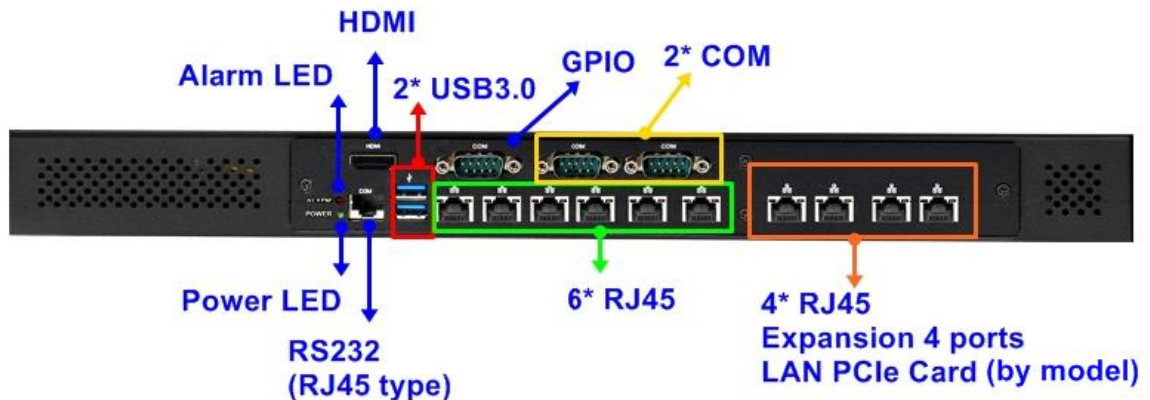 HDMI
Alarm LED
2* USB3.0
GPIO
2* COM
HDMI
COM
COM
COM
COM
ALARM
POWER
Power LED
RS232
(RJ45 type)
6* RJ45
4* RJ45
Expansion 4 ports
LAN PCIe Card (by model)